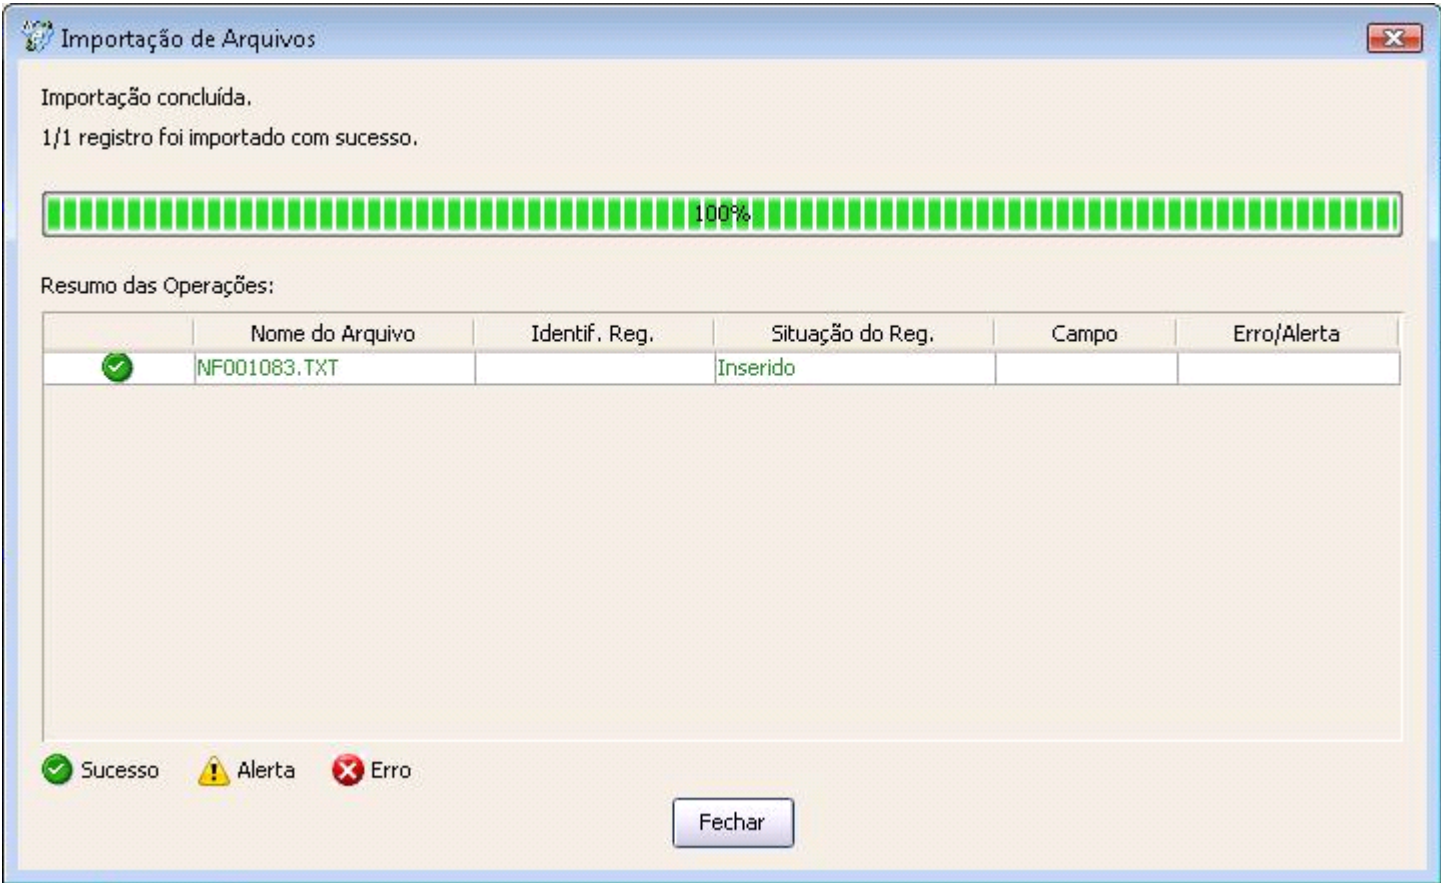 Importação de Arquivos
Importação concluída.
1/1 registro foi importado com sucesso.
100%
Resumo das Operações:
Nome do Arquivo Identif. Reg. Situação do Reg. Campo Erro/Alerta
NF001083.TXT Inserido
Sucesso Alerta Erro
Fechar